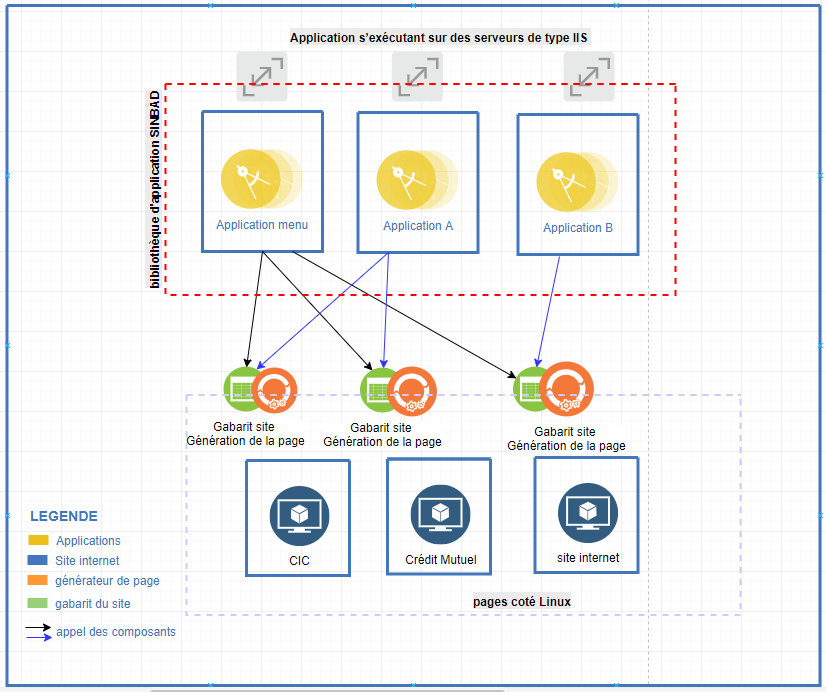 Application s'exécutant sur des serveurs de type IIS
bibliothèque d'application SINBAD
Application menu
Application A
Application B
Gabarit site
Génération de la page
Gabarit site
Génération de la page
Gabarit site
Génération de la page
CIC
Crédit Mutuel
site internet
pages coté Linux
LEGENDE
Applications
Site internet
générateur de page
gabarit du site
appel des composants